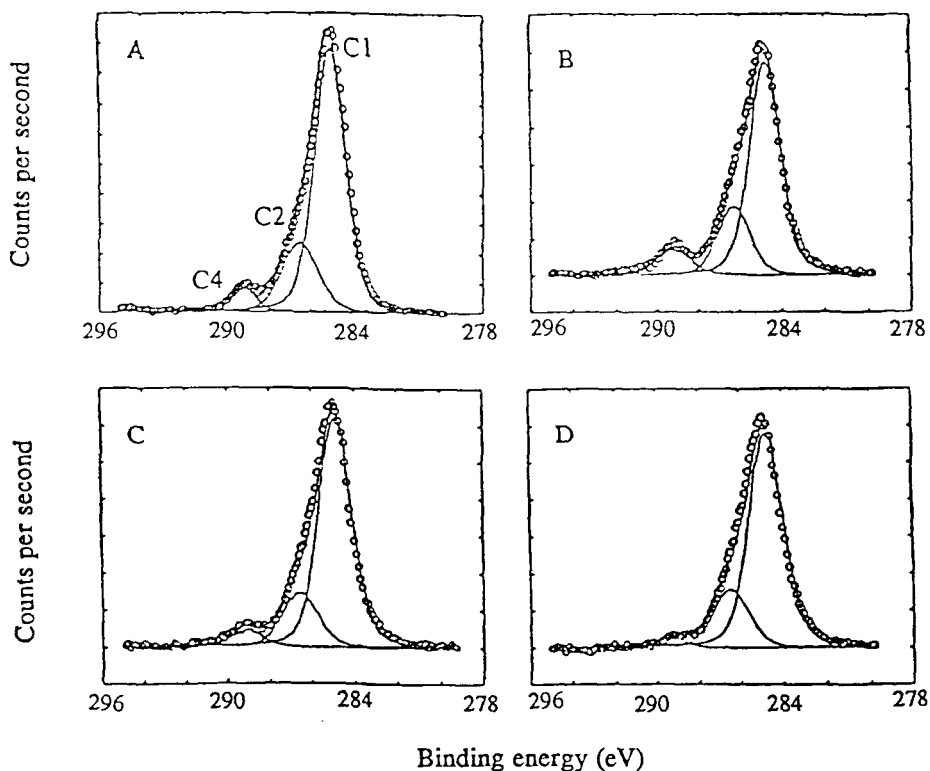 A
C1
C2
C4
Counts per second
296 290 284 278
B
296 290 284 278
C
Counts per second
296 290 284 278
D
296 290 284 278
Binding energy (eV)